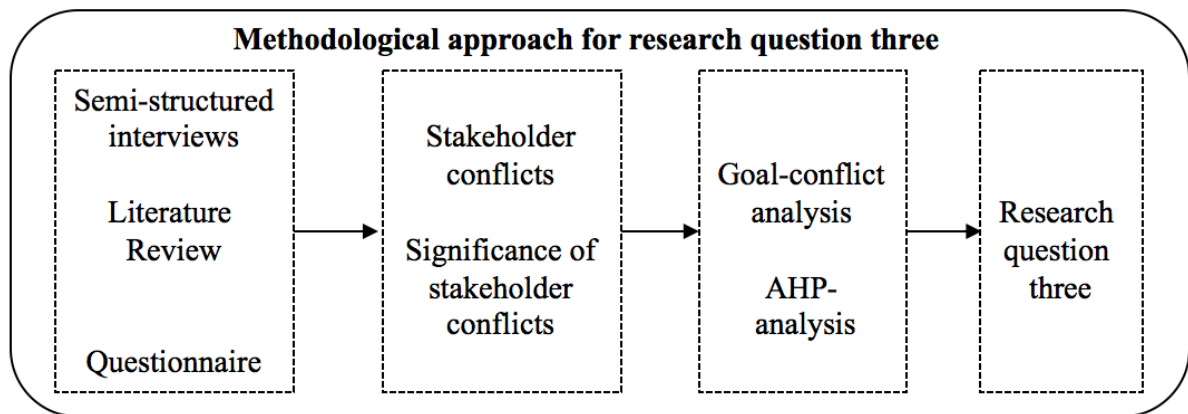 Methodological approach for research question three
Semi-structured
interviews
Literature
Review
Questionnaire
Stakeholder
conflicts
Significance of
stakeholder
conflicts
Goal-conflict
analysis
AHP-
analysis
Research
question
three